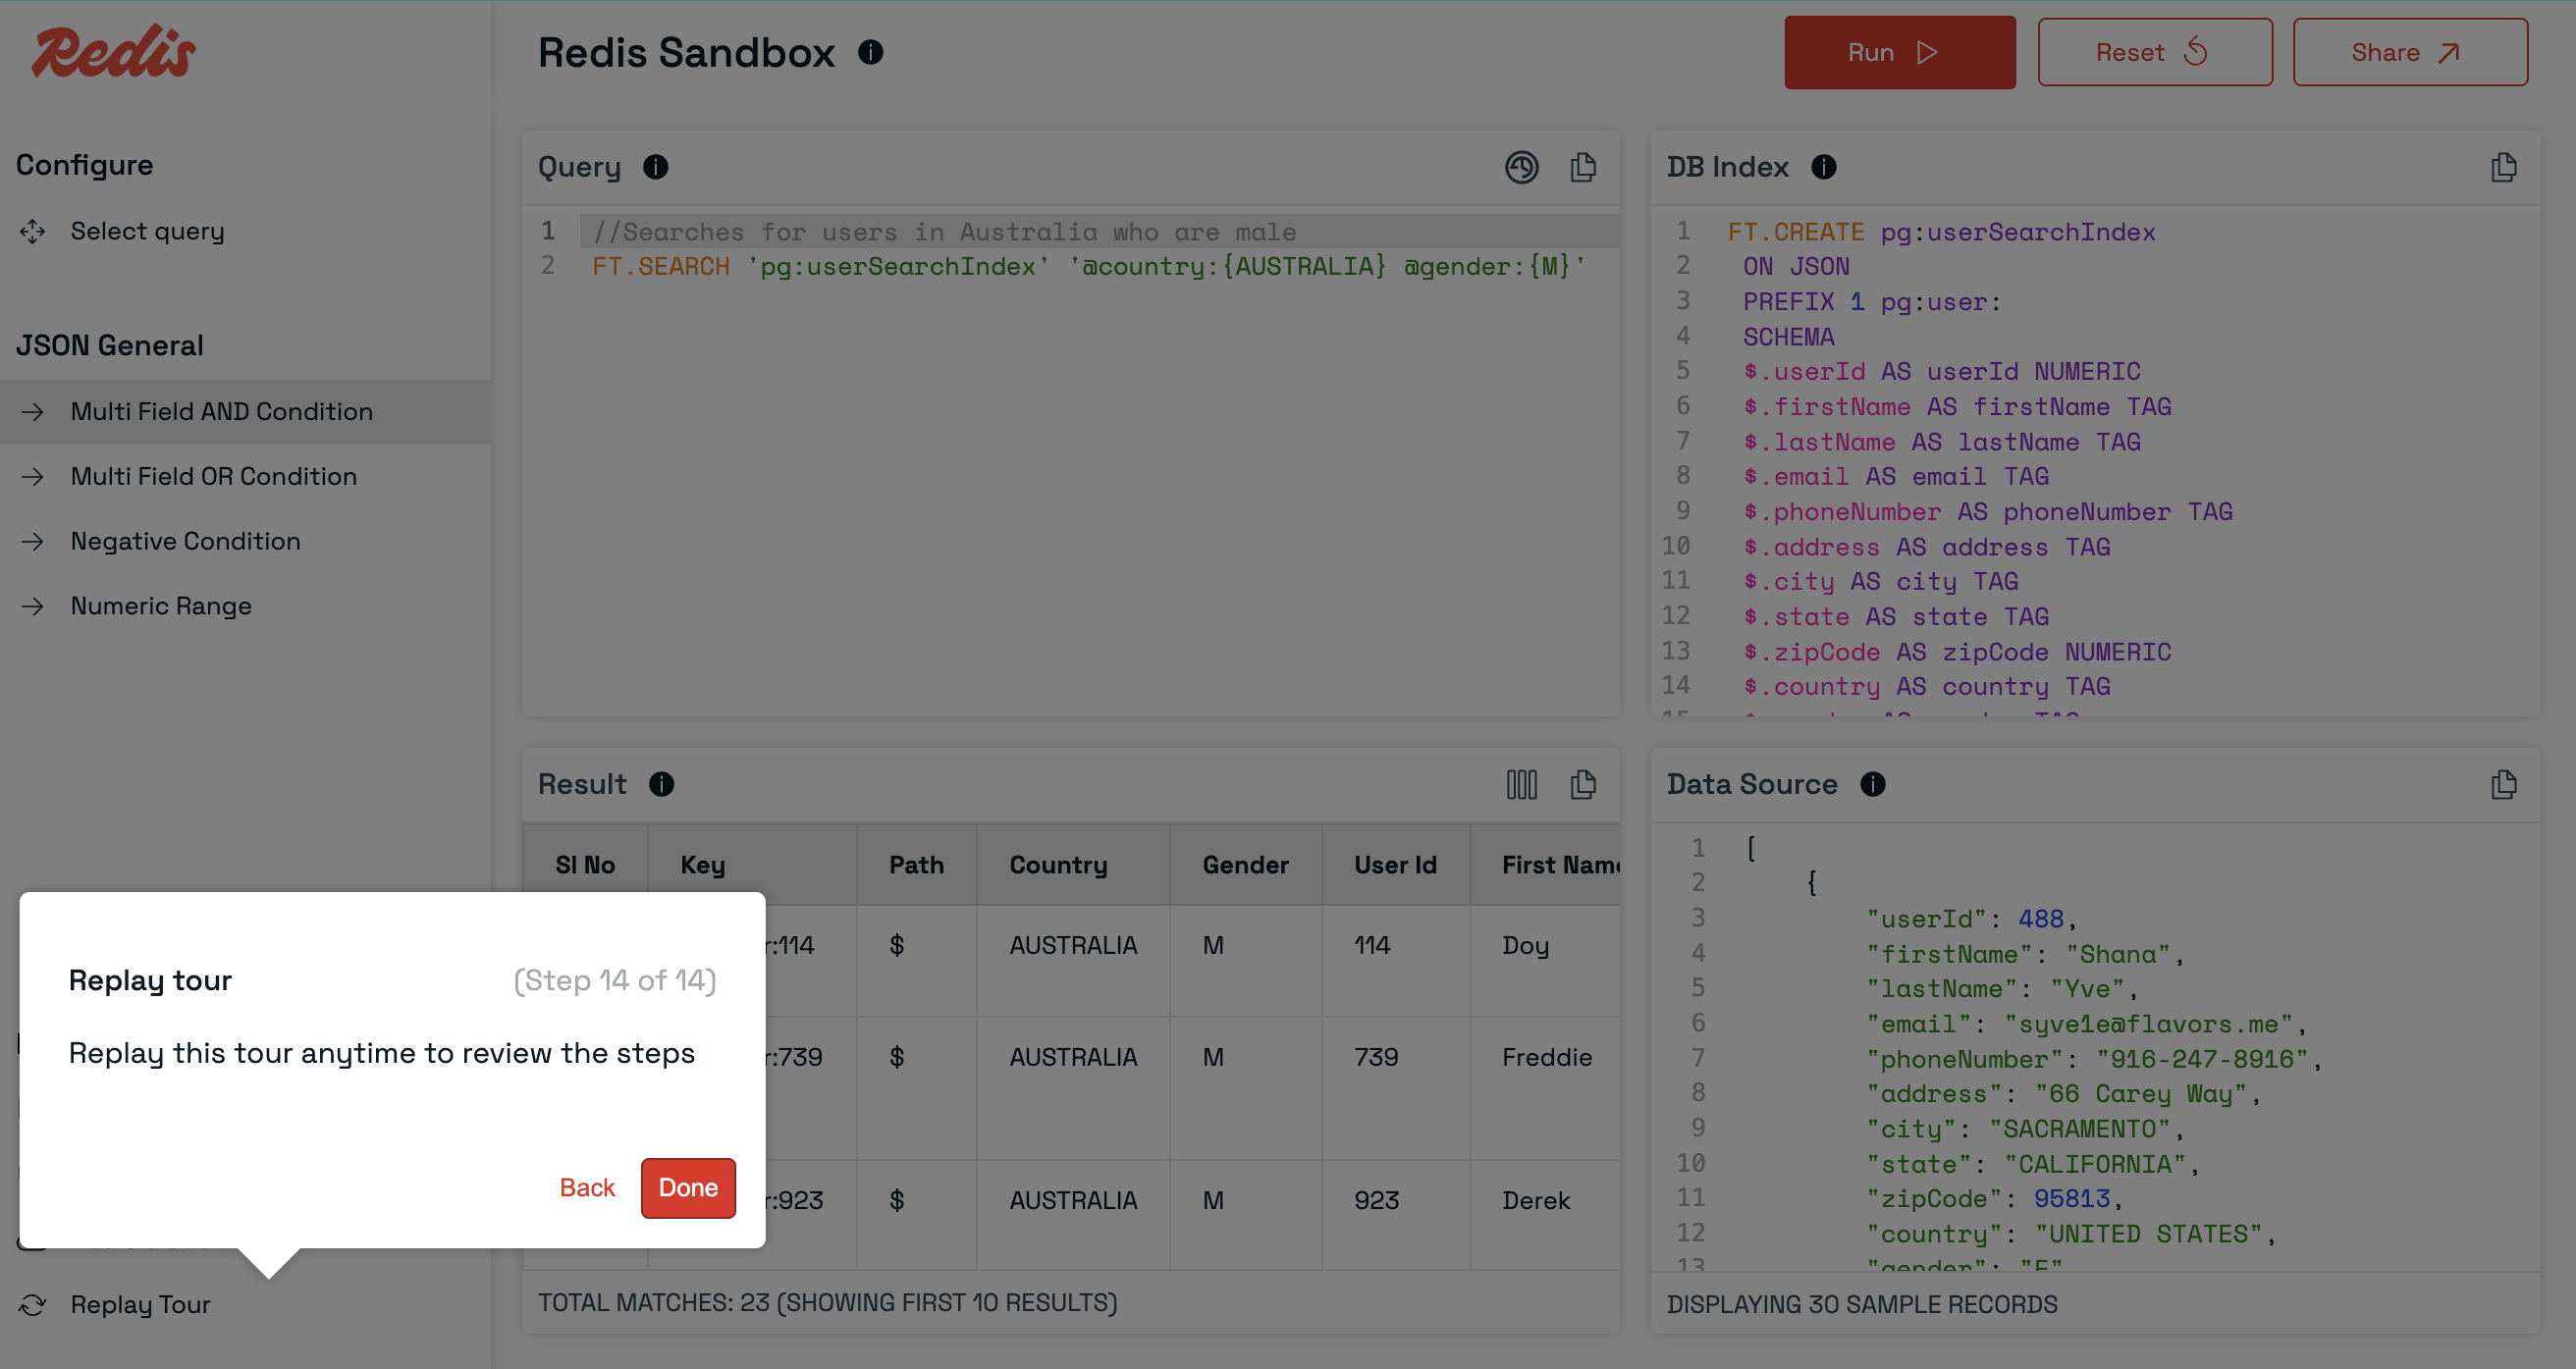 Redis
Redis Sandbox
Run
Reset
Share
Configure
Select query
JSON General
Multi Field AND Condition
Multi Field OR Condition
Negative Condition
Numeric Range
Query
1 //Searches for users in Australia who are male
2 FT.SEARCH 'pg:userSearchIndex' '@country:{AUSTRALIA} @gender:{M}'
DB Index
1 FT.CREATE pg:userSearchIndex
2 ON JSON
3 PREFIX 1 pg:user:
4 SCHEMA
5 $.userId AS userId NUMERIC
6 $.firstName AS firstName TAG
7 $.lastName AS lastName TAG
8 $.email AS email TAG
9 $.phoneNumber AS phoneNumber TAG
10 $.address AS address TAG
11 $.city AS city TAG
12 $.state AS state TAG
13 $.zipCode AS zipCode NUMERIC
14 $.country AS country TAG
Result
Sl No Key Path Country Gender User Id First Name
r:114 $ AUSTRALIA M 114 Doy
r:739 $ AUSTRALIA M 739 Freddie
r:923 $ AUSTRALIA M 923 Derek
TOTAL MATCHES: 23 (SHOWING FIRST 10 RESULTS)
Data Source
1 [
2 {
3 "userId": 488,
4 "firstName": "Shana",
5 "lastName": "Yve",
6 "email": "syve1e@flavors.me",
7 "phoneNumber": "916-247-8916",
8 "address": "66 Carey Way",
9 "city": "SACRAMENTO",
10 "state": "CALIFORNIA",
11 "zipCode": 95813,
12 "country": "UNITED STATES",
13 "gender": "F"
DISPLAYING 30 SAMPLE RECORDS
Replay tour (Step 14 of 14)
Replay this tour anytime to review the steps
Back
Done
Replay Tour